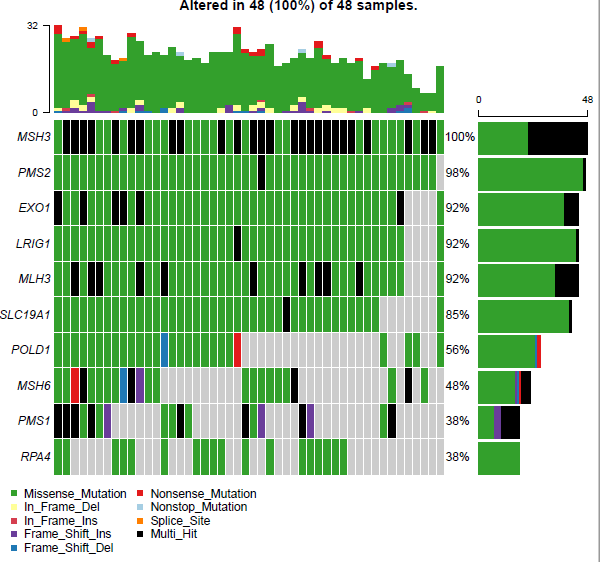 Altered in 48 (100%) of 48 samples.
32
0
0 48
MSH3 100%
PMS2 98%
EXO1 92%
LRIG1 92%
MLH3 92%
SLC19A1 85%
POLD1 56%
MSH6 48%
PMS1 38%
RPA4 38%
Missense_Mutation Nonsense_Mutation
In_Frame_Del Nonstop_Mutation
In_Frame_Ins Splice_Site
Frame_Shift_Ins Multi_Hit
Frame_Shift_Del